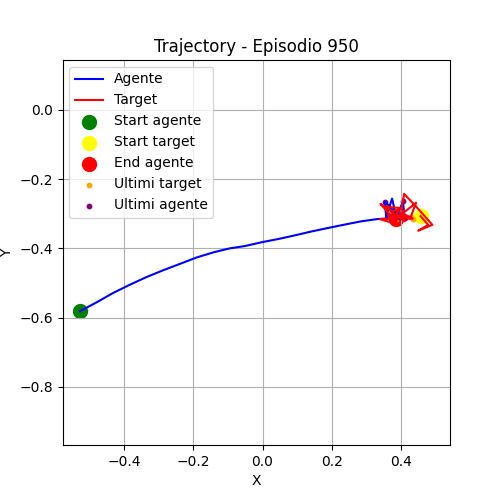 Trajectory - Episodio 950
Agente
Target
Start agente
Start target
End agente
Ultimi target
Ultimi agente
0.0
−0.2
−0.4
−0.6
−0.8
Y
−0.4
−0.2
0.0
0.2
0.4
X